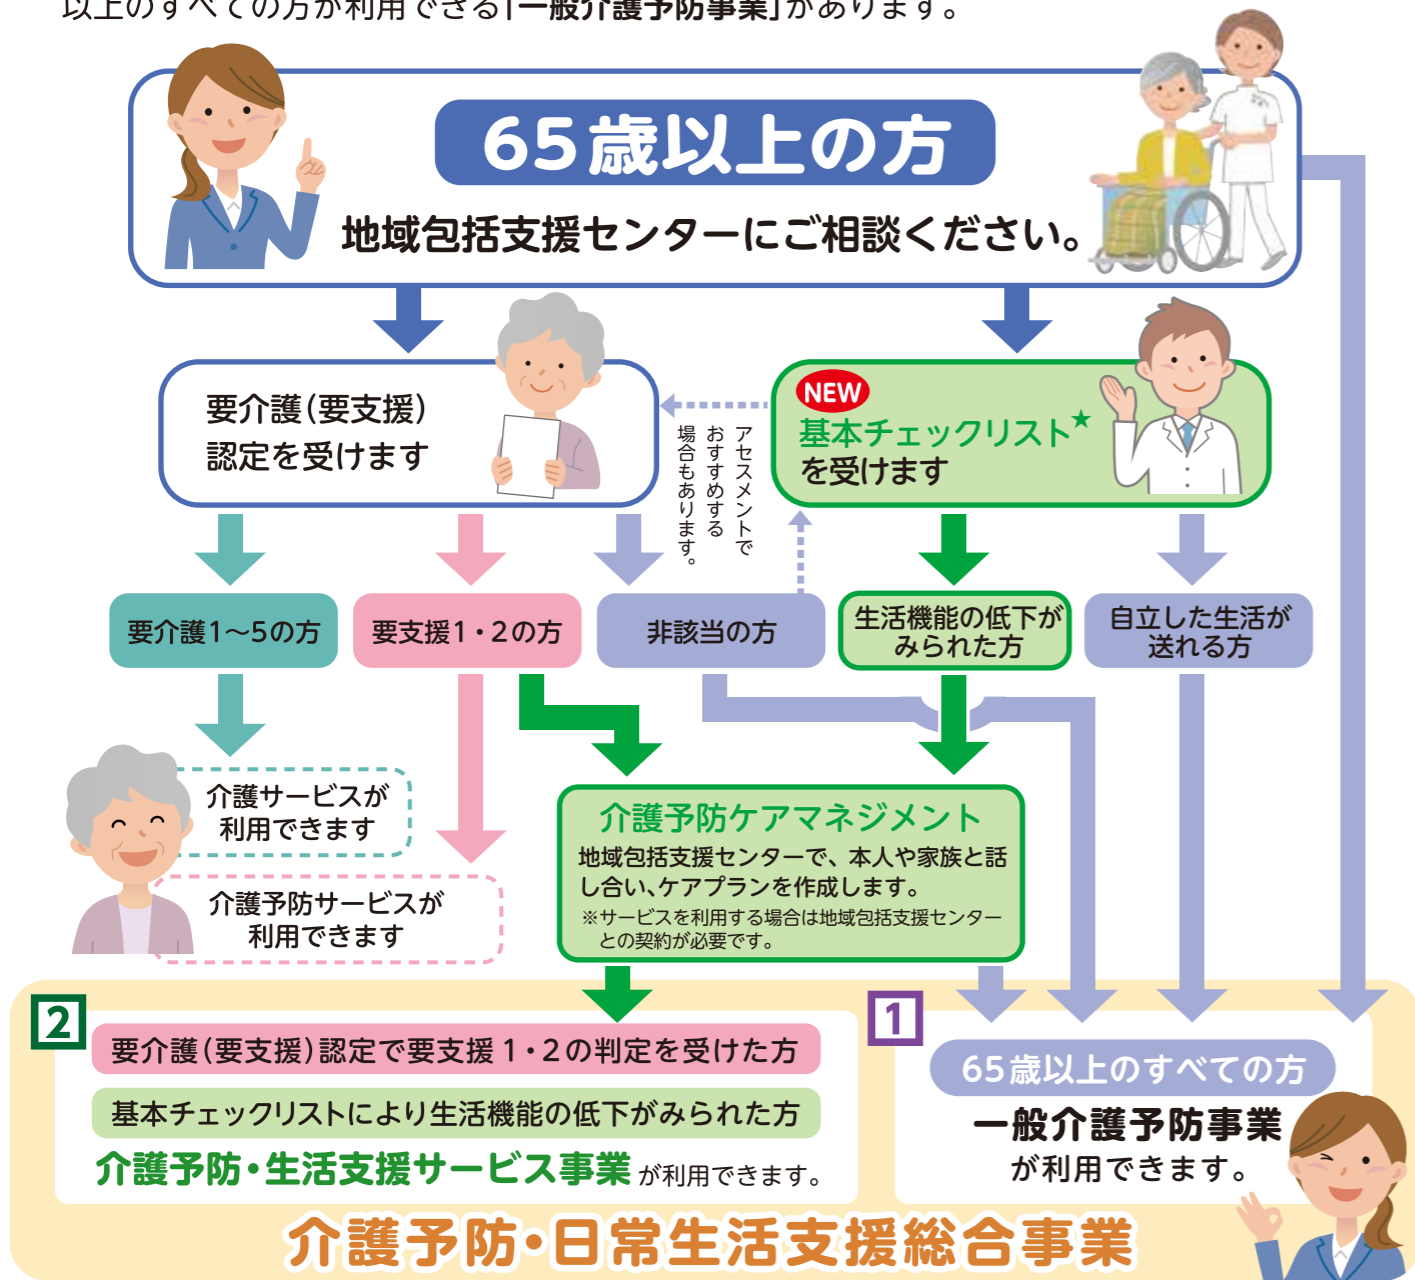 以上のすべての方が利用できる「一般介護予防事業」があります。
65歳以上の方
地域包括支援センターにご相談ください。
要介護(要支援)
認定を受けます
アセスメントで
おすすめする
場合もあります。
NEW
基本チェックリスト★
を受けます
要介護1～5の方
要支援1・2の方
非該当の方
生活機能の低下が
みられた方
自立した生活が
送れる方
介護サービスが
利用できます
介護予防サービスが
利用できます
介護予防ケアマネジメント
地域包括支援センターで、本人や家族と話
し合い、ケアプランを作成します。
※サービスを利用する場合は地域包括支援センター
との契約が必要です。
2
要介護(要支援)認定で要支援1・2の判定を受けた方
基本チェックリストにより生活機能の低下がみられた方
介護予防・生活支援サービス事業が利用できます。
1
65歳以上のすべての方
一般介護予防事業
が利用できます。
介護予防・日常生活支援総合事業